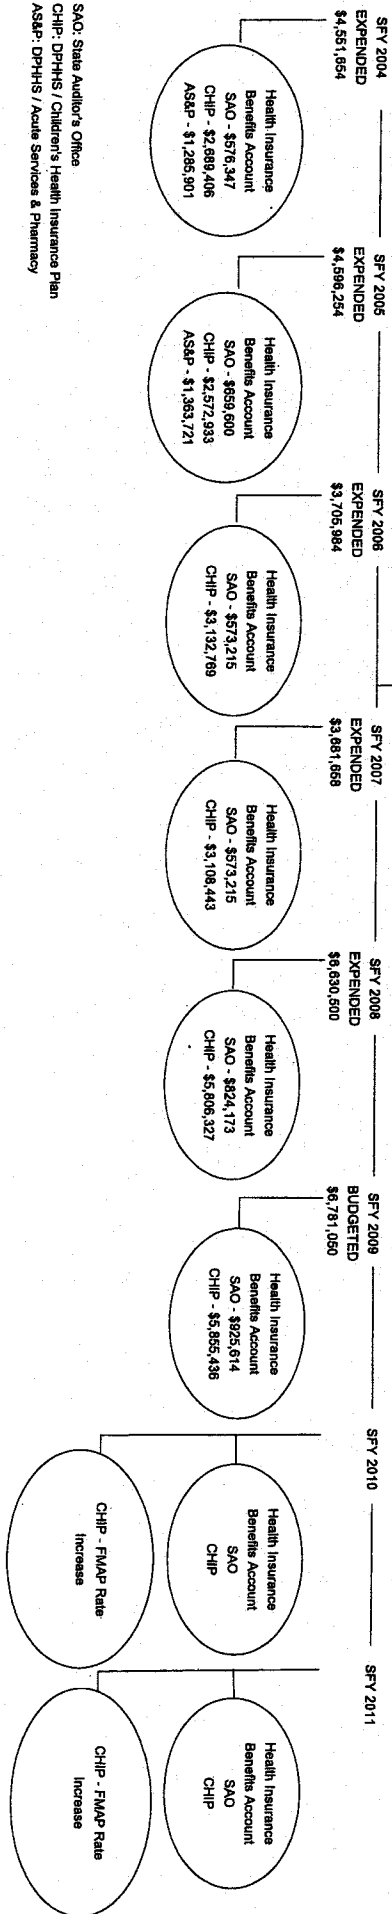 SFY 2004
EXPENDED
$4,551,654
Health Insurance
Benefits Account
SAO - $576,347
CHIP - $2,689,406
AS&P - $1,285,901
SFY 2005
EXPENDED
$4,596,254
Health Insurance
Benefits Account
SAO - $659,600
CHIP - $2,572,933
AS&P - $1,363,721
SFY 2006
EXPENDED
$3,705,984
Health Insurance
Benefits Account
SAO - $573,215
CHIP - $3,132,769
SFY 2007
EXPENDED
$3,681,658
Health Insurance
Benefits Account
SAO - $573,215
CHIP - $3,108,443
SFY 2008
EXPENDED
$6,630,500
Health Insurance
Benefits Account
SAO - $824,173
CHIP - $5,806,327
SFY 2009
BUDGETED
$6,781,050
Health Insurance
Benefits Account
SAO - $925,614
CHIP - $5,855,436
SFY 2010
Health Insurance
Benefits Account
SAO
CHIP
CHIP - FMAP Rate
Increase
SFY 2011
Health Insurance
Benefits Account
SAO
CHIP
CHIP - FMAP Rate
Increase
SAO: State Auditor's Office
CHIP: DPHHS / Children's Health Insurance Plan
AS&P: DPHHS / Acute Services & Pharmacy